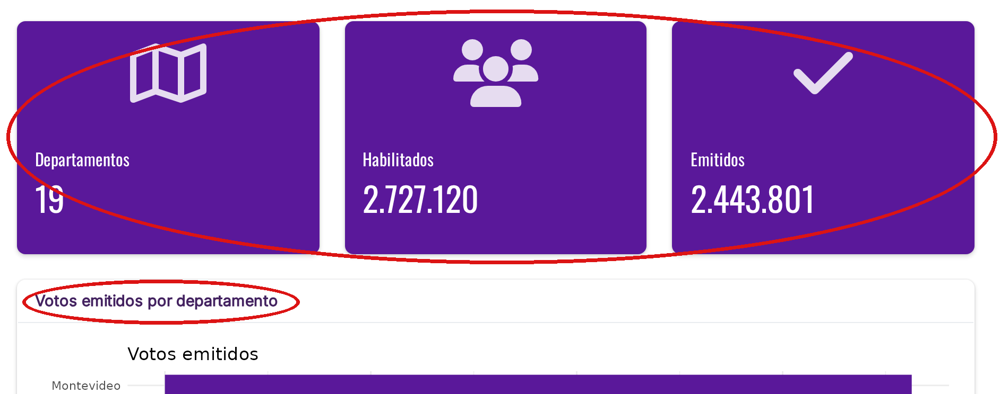 Departamentos
19
Habilitados
2.727.120
Emitidos
2.443.801
Votos emitidos por departamento
Votos emitidos
Montevideo